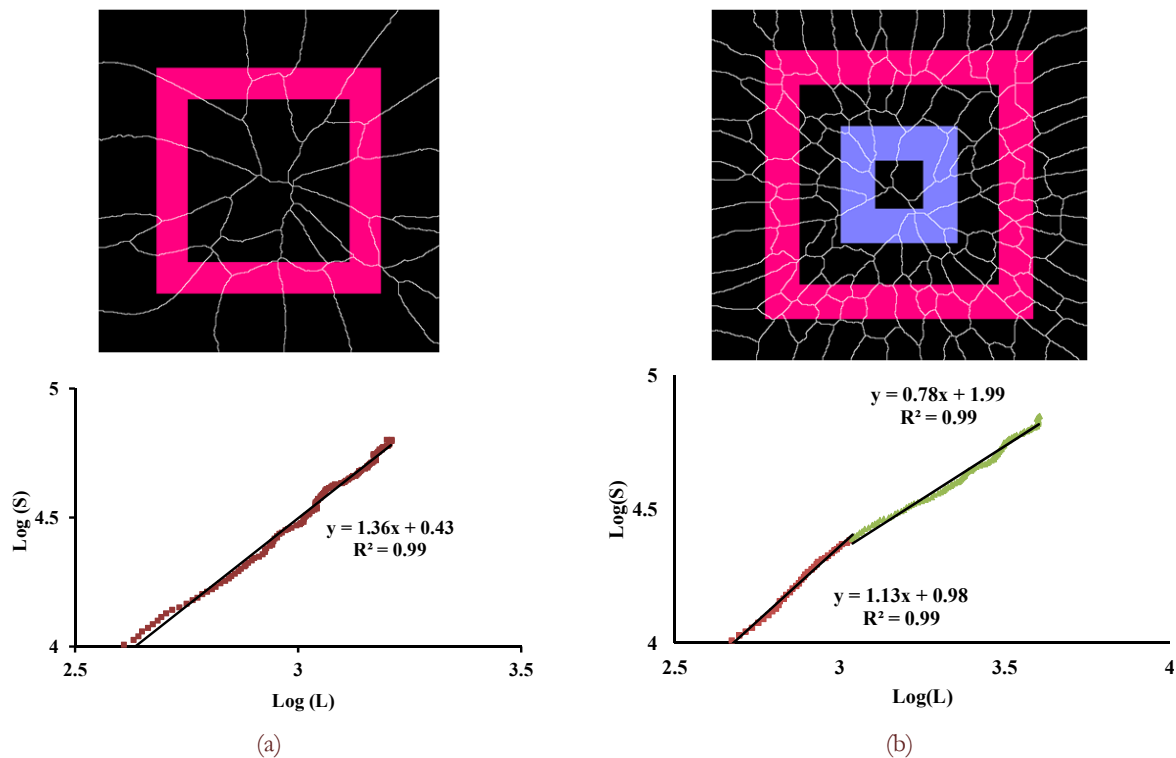 5
4.5
4
Log (S)
y = 1.36x + 0.43
R² = 0.99
2.5
3
3.5
Log (L)
(a)
5
4.5
4
Log(S)
y = 0.78x + 1.99
R² = 0.99
y = 1.13x + 0.98
R² = 0.99
2.5
3
3.5
4
Log(L)
(b)